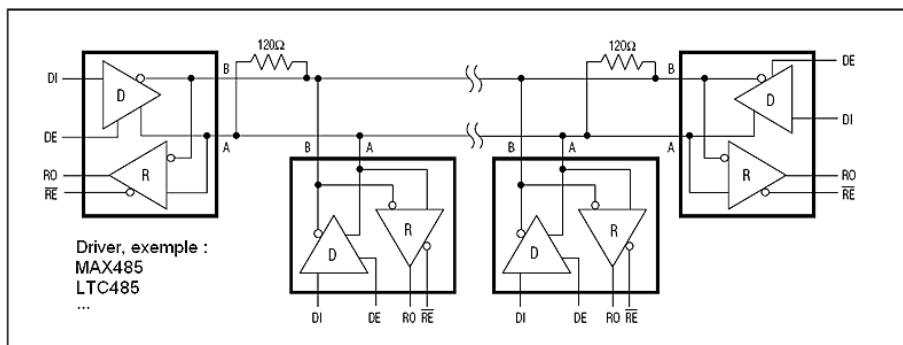 120Ω
120Ω
DI
D
B
B
D
DE
DE
A
B
A
B
A
A
DI
RO
R
R
RO
RE
RE
D
R
D
R
Driver, exemple :
MAX485
LTC485
...
DI
DE
RO
RE
DI
DE
RO
RE